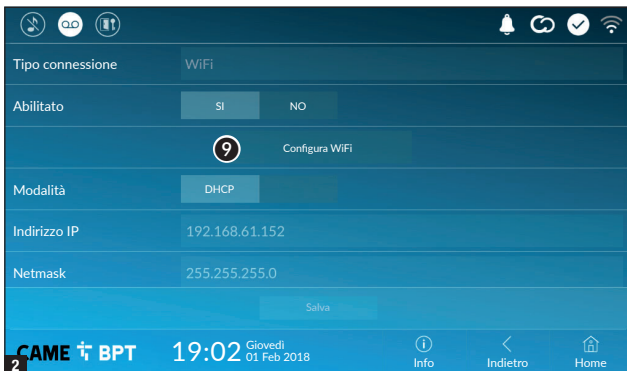 Tipo connessione WiFi
Abilitato SI NO
9 Configura WiFi
Modalità DHCP
Indirizzo IP 192.168.61.152
Netmask 255.255.255.0
Salva
CAME BPT 19:02 Giovedì
01 Feb 2018
Info Indietro Home
2